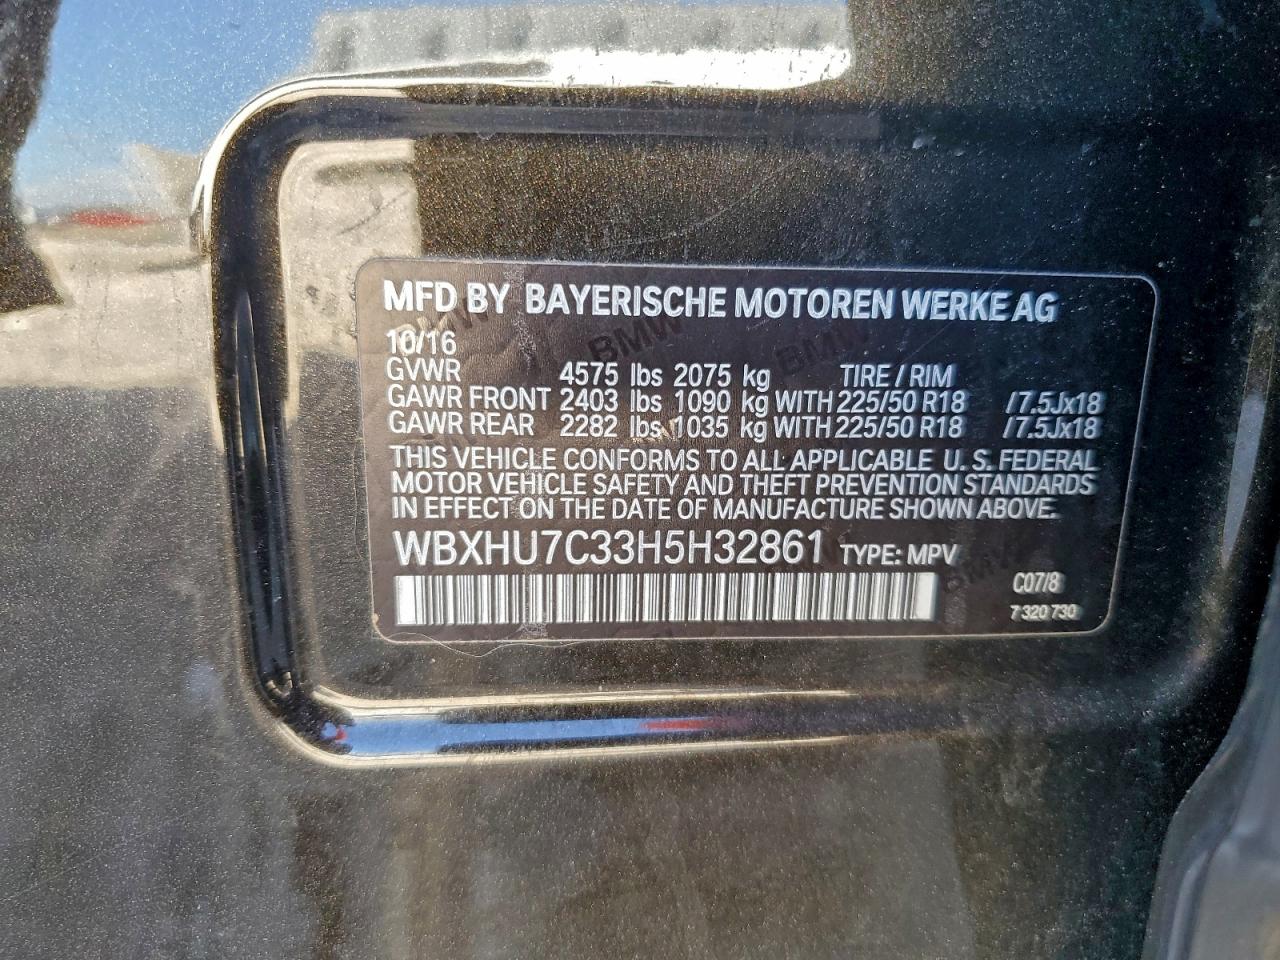 MFD BY BAYERISCHE MOTOREN WERKE AG
10/16
GVWR 4575 lbs 2075 kg TIRE / RIM
GAWR FRONT 2403 lbs 1090 kg WITH 225/50 R18 /7.5Jx18
GAWR REAR 2282 lbs 1035 kg WITH 225/50 R18 /7.5Jx18
THIS VEHICLE CONFORMS TO ALL APPLICABLE U.S. FEDERAL
MOTOR VEHICLE SAFETY AND THEFT PREVENTION STANDARDS
IN EFFECT ON THE DATE OF MANUFACTURE SHOWN ABOVE.
WBXHU7C33H5H32861 TYPE: MPV
C07/8
7 320 730